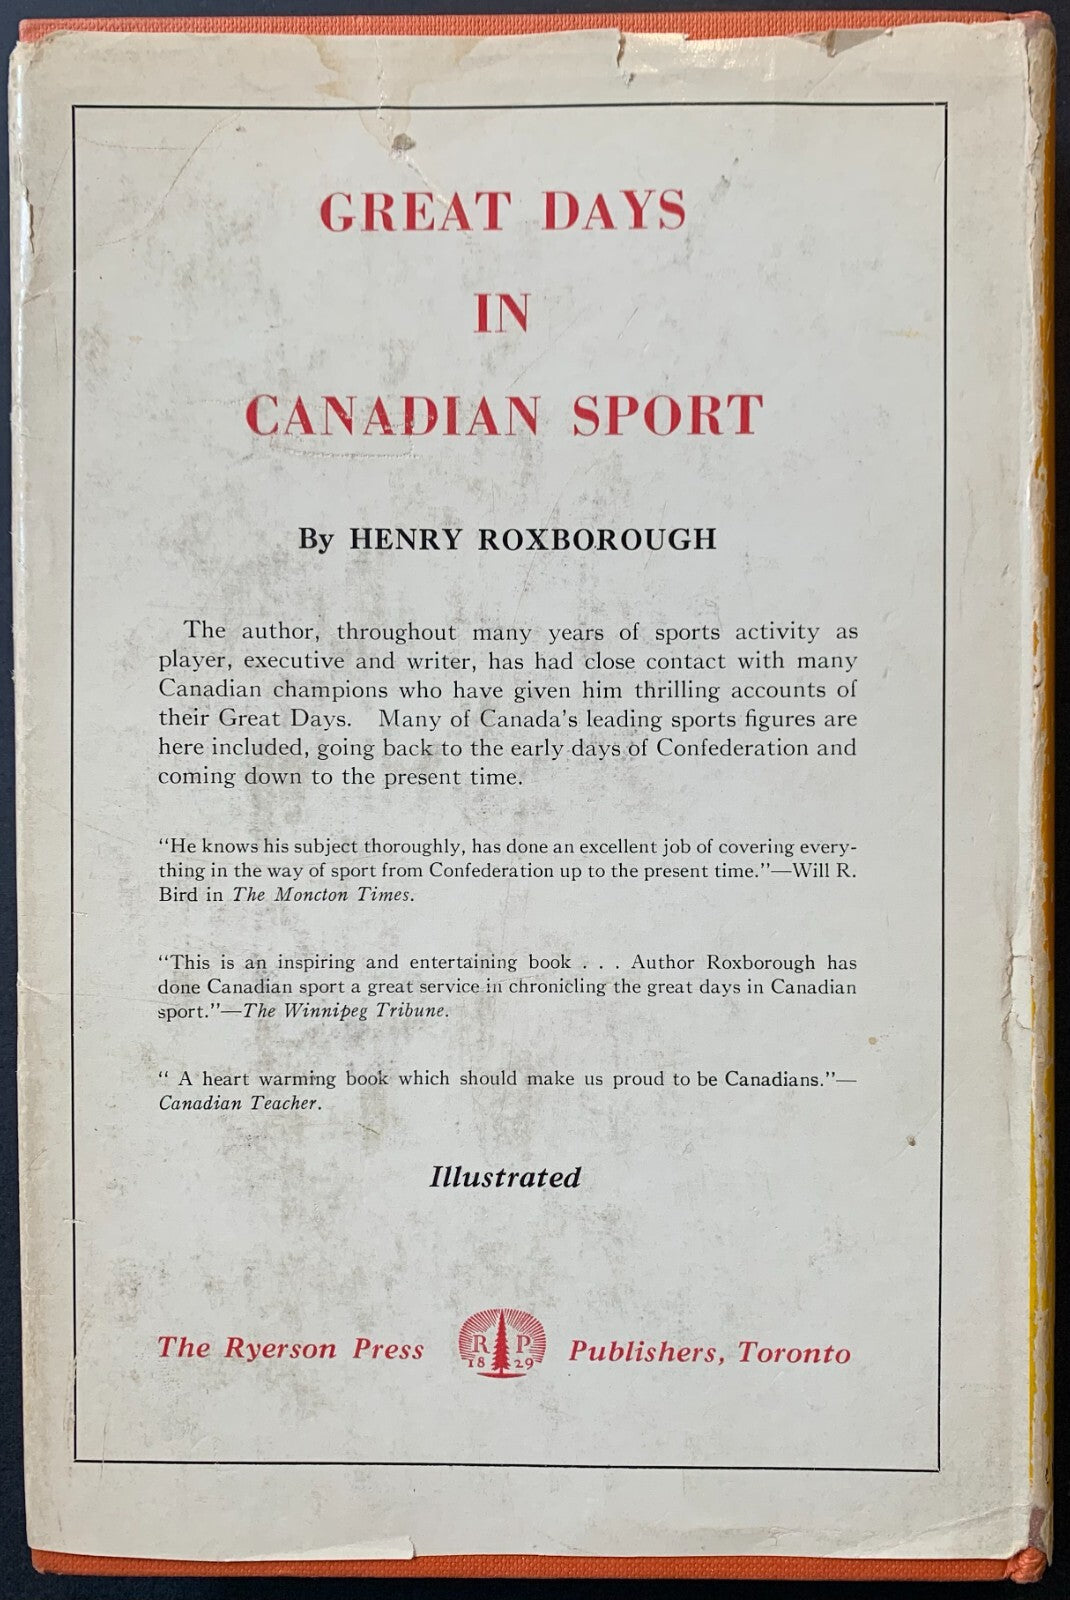 GREAT DAYS
IN
CANADIAN SPORT
By HENRY ROXBOROUGH
The author, throughout many years of sports activity as
player, executive and writer, has had close contact with many
Canadian champions who have given him thrilling accounts of
their Great Days. Many of Canada's leading sports figures are
here included, going back to the early days of Confederation and
coming down to the present time.
“He knows his subject thoroughly, has done an excellent job of covering every-
thing in the way of sport from Confederation up to the present time.”—Will R.
Bird in The Moncton Times.
“This is an inspiring and entertaining book . . . Author Roxborough has
done Canadian sport a great service in chronicling the great days in Canadian
sport.”—The Winnipeg Tribune.
“ A heart warming book which should make us proud to be Canadians.”—
Canadian Teacher.
Illustrated
The Ryerson Press R P Publishers, Toronto
1829